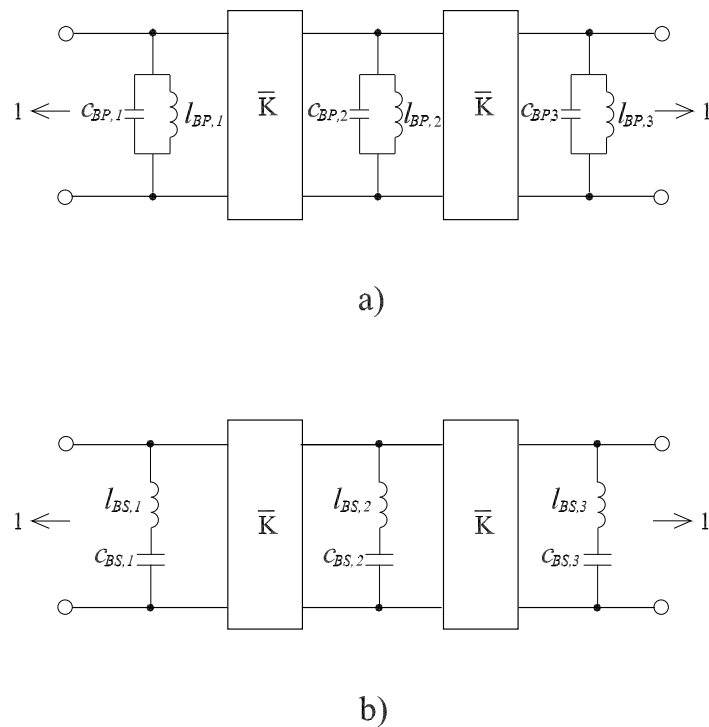 1 c_{BP,1} l_{BP,1} K̅ c_{BP,2} l_{BP,2} K̅ c_{BP,3} l_{BP,3} 1
a)
l_{BS,1} l_{BS,2} l_{BS,3}
1 K̅ K̅ 1
c_{BS,1} c_{BS,2} c_{BS,3}
b)